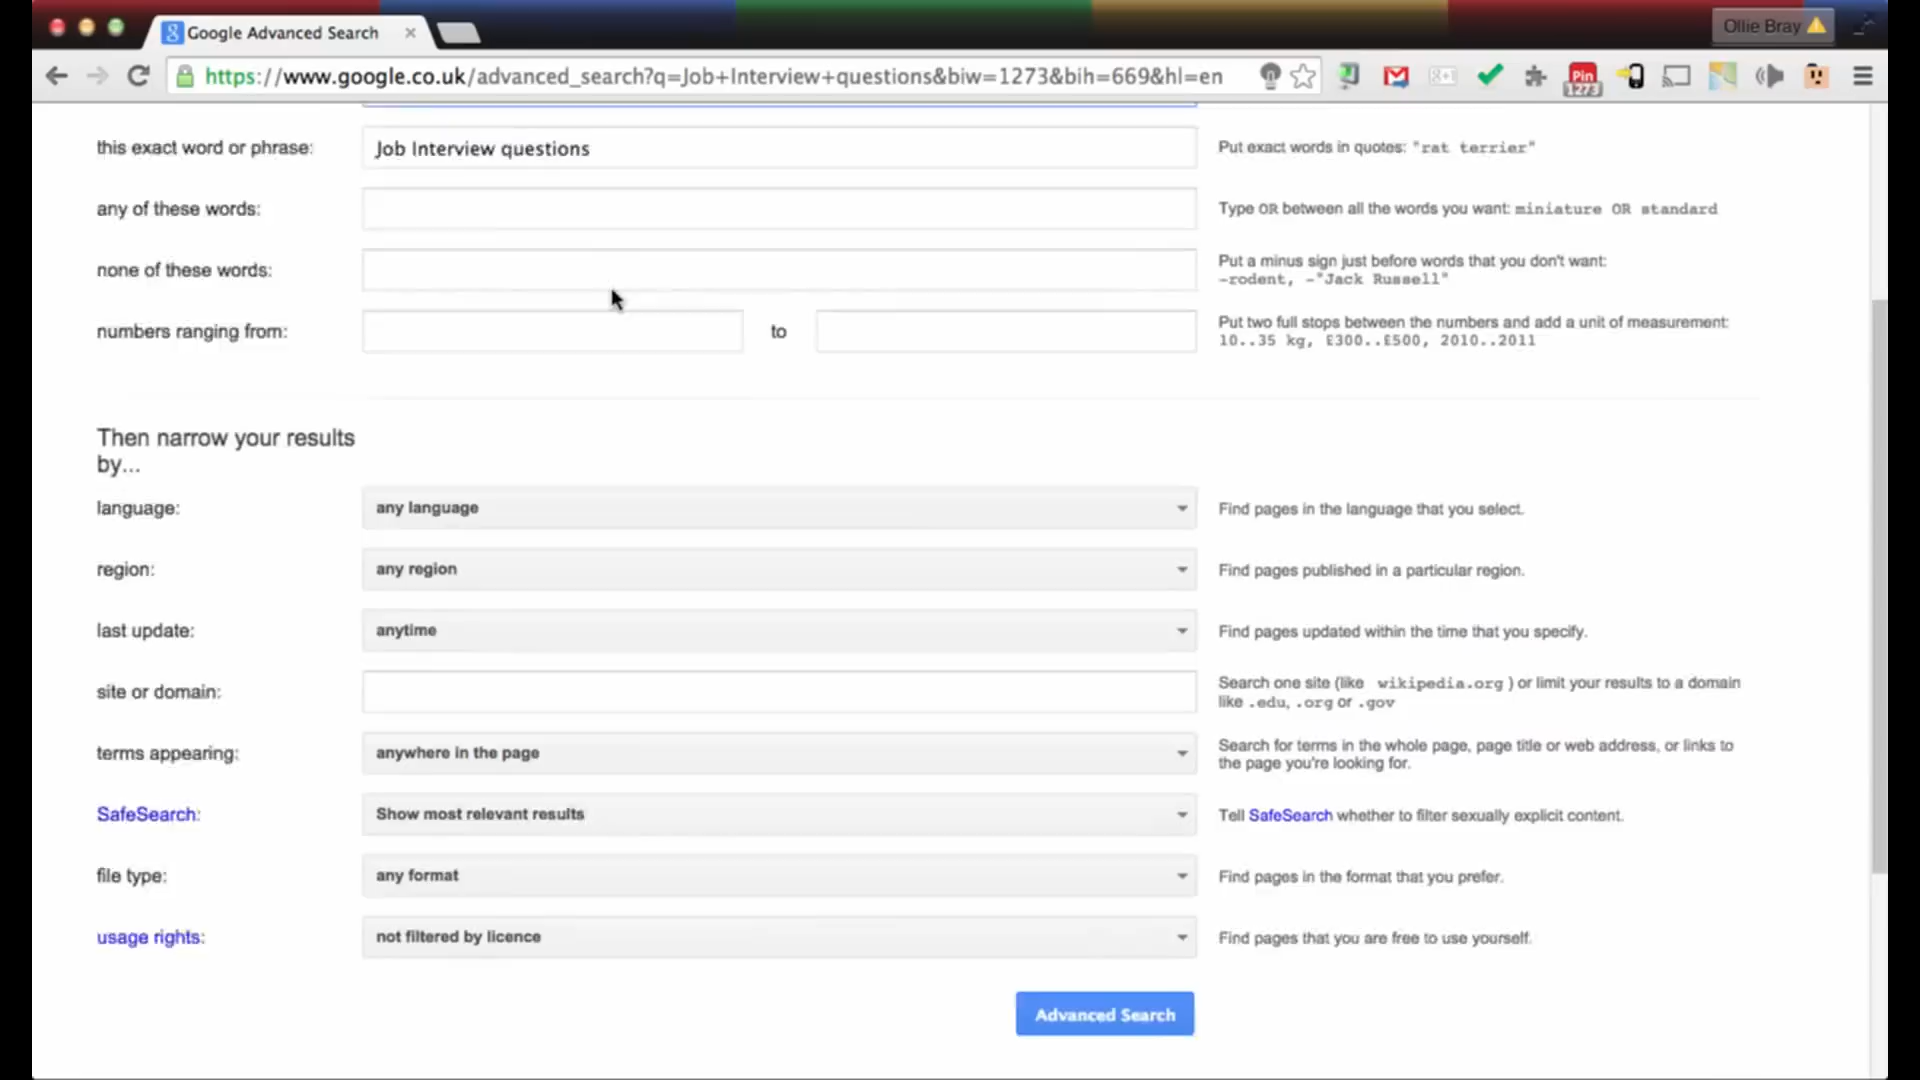 Google Advanced Search
Ollie Bray
https://www.google.co.uk/advanced_search?q=Job+Interview+questions&biw=1273&bih=669&hl=en
Pin
1273
this exact word or phrase:
Job Interview questions
Put exact words in quotes: "rat terrier"
any of these words:
Type OR between all the words you want: miniature OR standard
none of these words:
Put a minus sign just before words that you don't want:
-rodent, -"Jack Russell"
numbers ranging from:
to
Put two full stops between the numbers and add a unit of measurement:
10..35 kg, £300..£500, 2010..2011
Then narrow your results
by...
language:
any language
Find pages in the language that you select.
region:
any region
Find pages published in a particular region.
last update:
anytime
Find pages updated within the time that you specify.
site or domain:
Search one site (like wikipedia.org ) or limit your results to a domain
like .edu, .org or .gov
terms appearing:
anywhere in the page
Search for terms in the whole page, page title or web address, or links to
the page you're looking for.
SafeSearch:
Show most relevant results
Tell SafeSearch whether to filter sexually explicit content.
file type:
any format
Find pages in the format that you prefer.
usage rights:
not filtered by licence
Find pages that you are free to use yourself.
Advanced Search